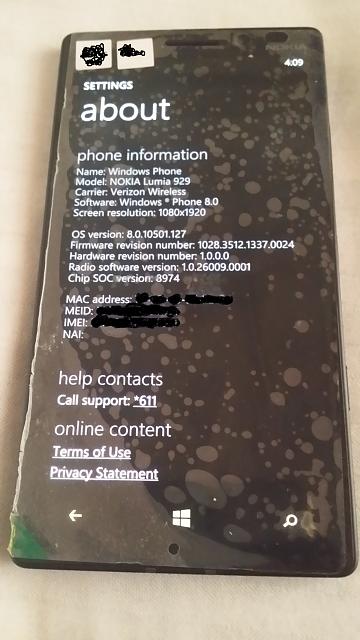 NOKIA
4:09
SETTINGS
about
phone information
Name: Windows Phone
Model: NOKIA Lumia 929
Carrier: Verizon Wireless
Software: Windows ® Phone 8.0
Screen resolution: 1080x1920
OS version: 8.0.10501.127
Firmware revision number: 1028.3512.1337.0024
Hardware revision number: 1.0.0.0
Radio software version: 1.0.26009.0001
Chip SOC version: 8974
MAC address:
MEID:
IMEI:
NAI:
help contacts
Call support: *611
online content
Terms of Use
Privacy Statement